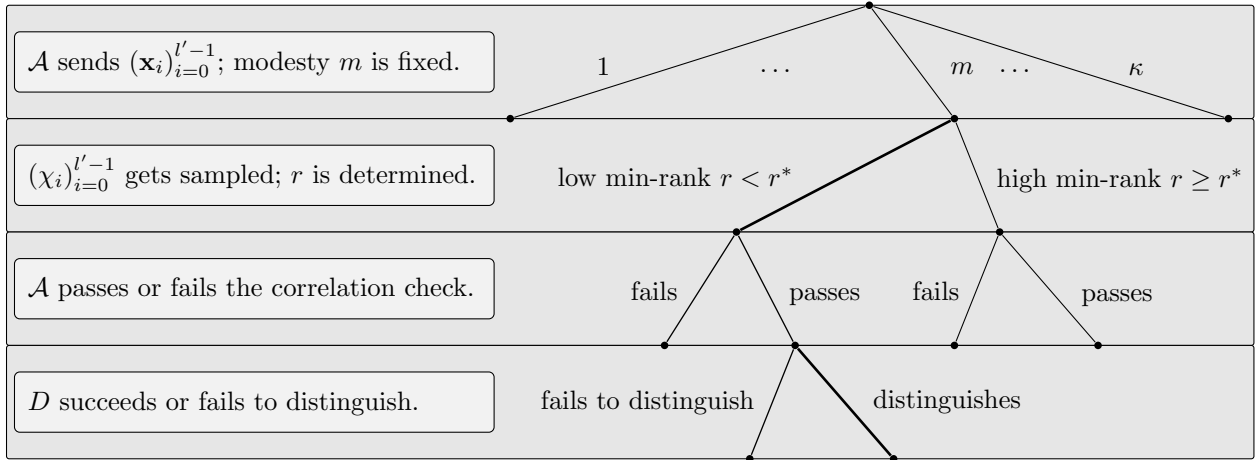 𝒜 sends (𝐱ᵢ)ᵢ₌₀^{l′−1}; modesty m is fixed.
1 … m … κ
(χᵢ)ᵢ₌₀^{l′−1} gets sampled; r is determined.
low min-rank r < r*
high min-rank r ≥ r*
𝒜 passes or fails the correlation check.
fails passes fails passes
D succeeds or fails to distinguish.
fails to distinguish
distinguishes